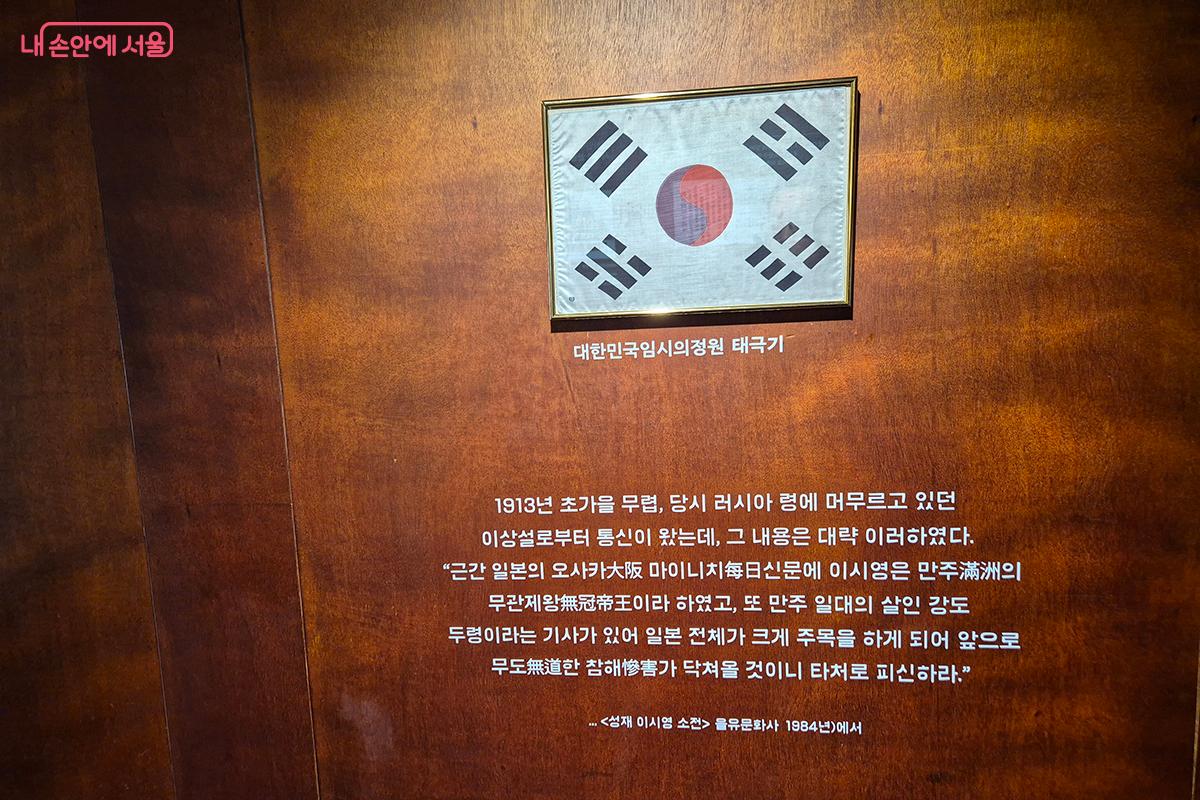 내 손안에 서울
대한민국임시의정원 태극기
1913년 초가을 무렵, 당시 러시아 령에 머무르고 있던
이상설로부터 통신이 왔는데, 그 내용은 대략 이러하였다.
“근간 일본의 오사카大阪 마이니치每日신문에 이시영은 만주滿洲의
무관제왕無冠帝王이라 하였고, 또 만주 일대의 살인 강도
두령이라는 기사가 있어 일본 전체가 크게 주목을 하게 되어 앞으로
무도無道한 참해慘害가 닥쳐올 것이니 타처로 피신하라.”
... <성재 이시영 소전> 을유문화사 1984년)에서